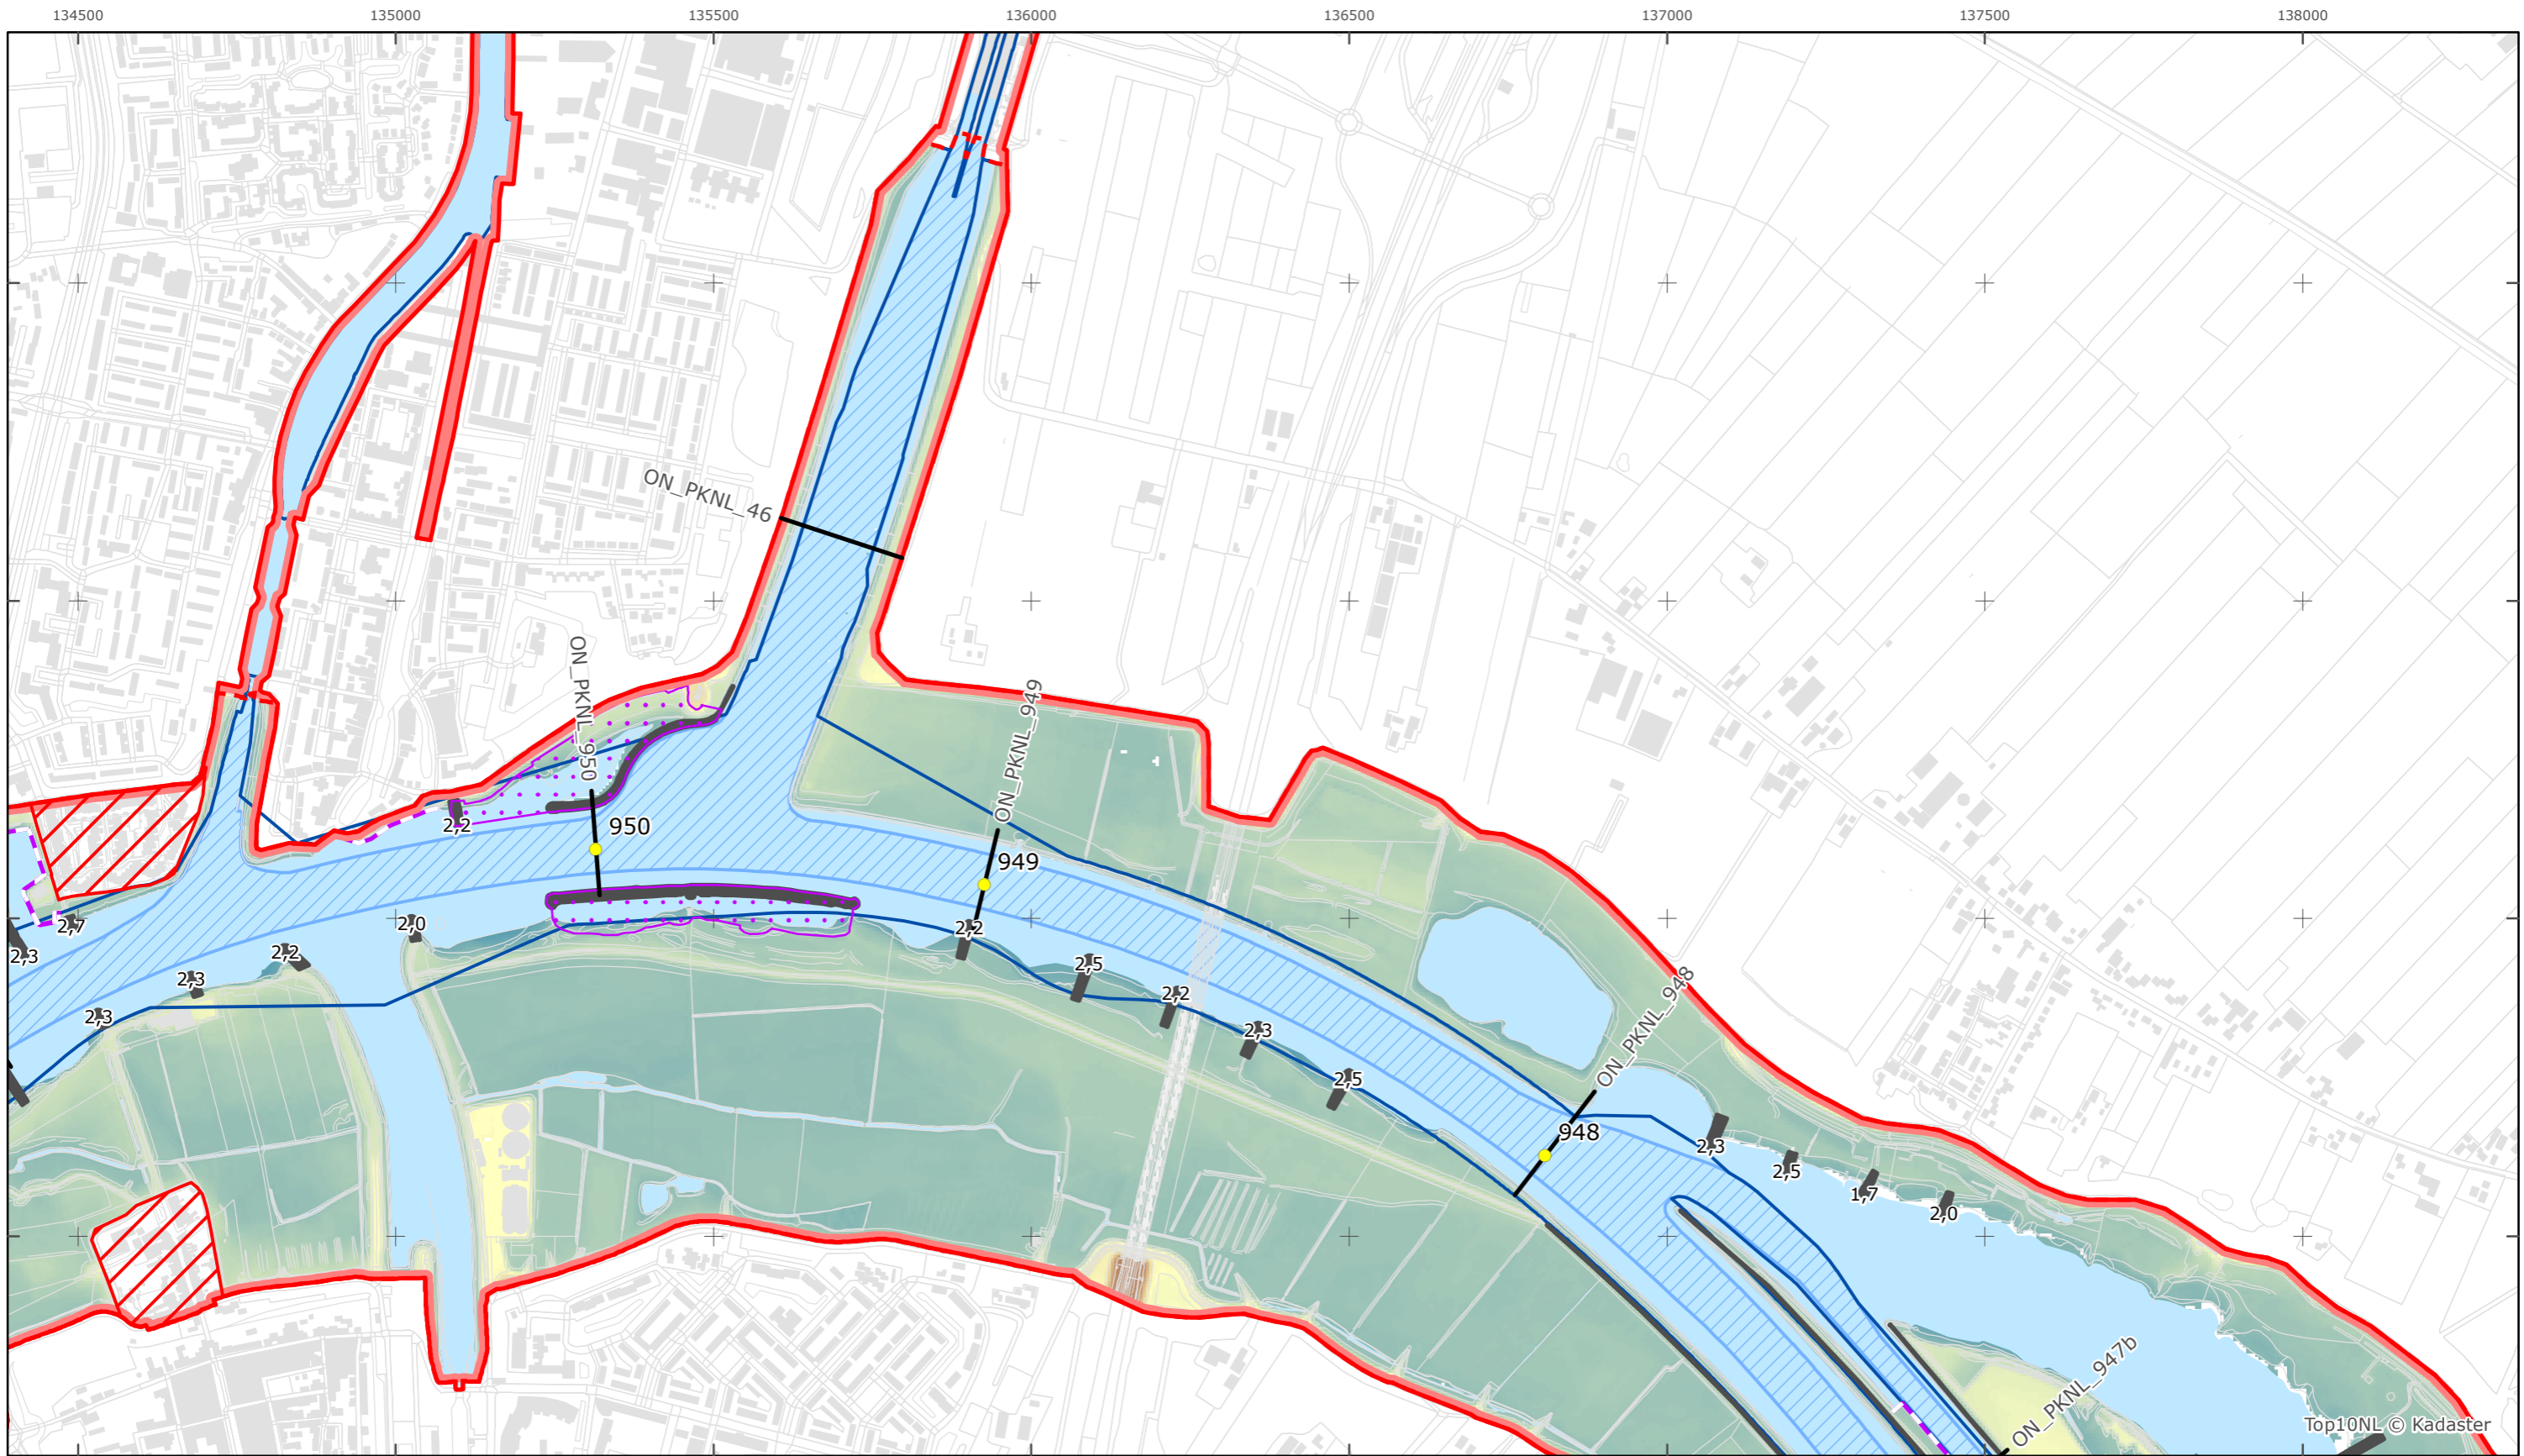 134500 135000 135500 136000 136500 137000 137500 138000
ON_PKNL_46
ON_PKNL_950
ON_PKNL_949
950
2,2
949
2,7
2,0
2,2
2,3
2,2
2,5
ON_PKNL_948
2,3
2,2
2,3
2,3
2,5
948
2,3
2,5
1,7
2,0
ON_PKNL_947b
Top10NL © Kadaster